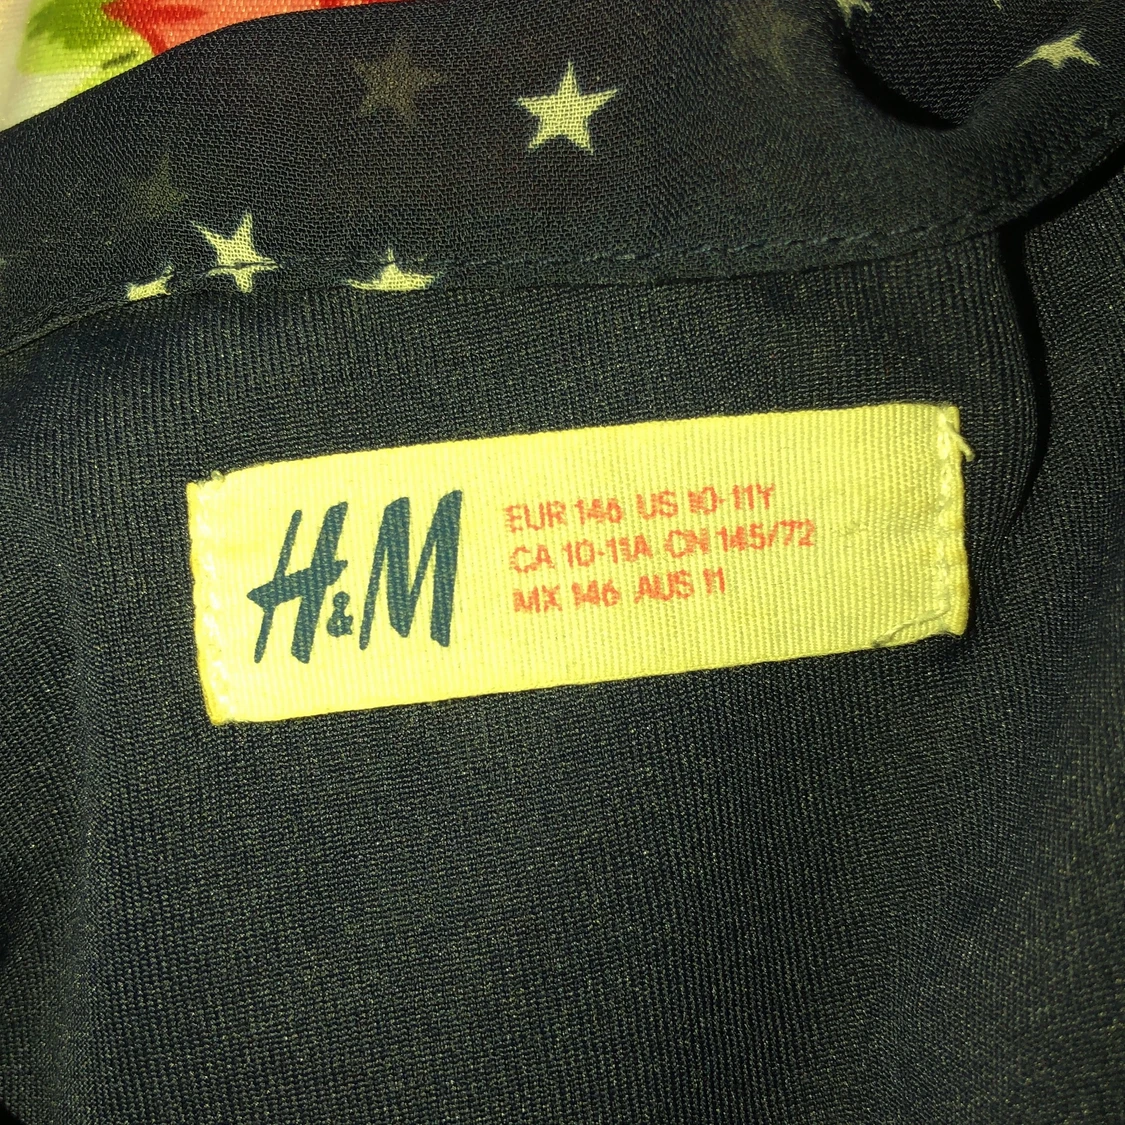 H&M
EUR 146 US 10-11Y
CA 10-11A CN 145/72
MX 146 AUS 11